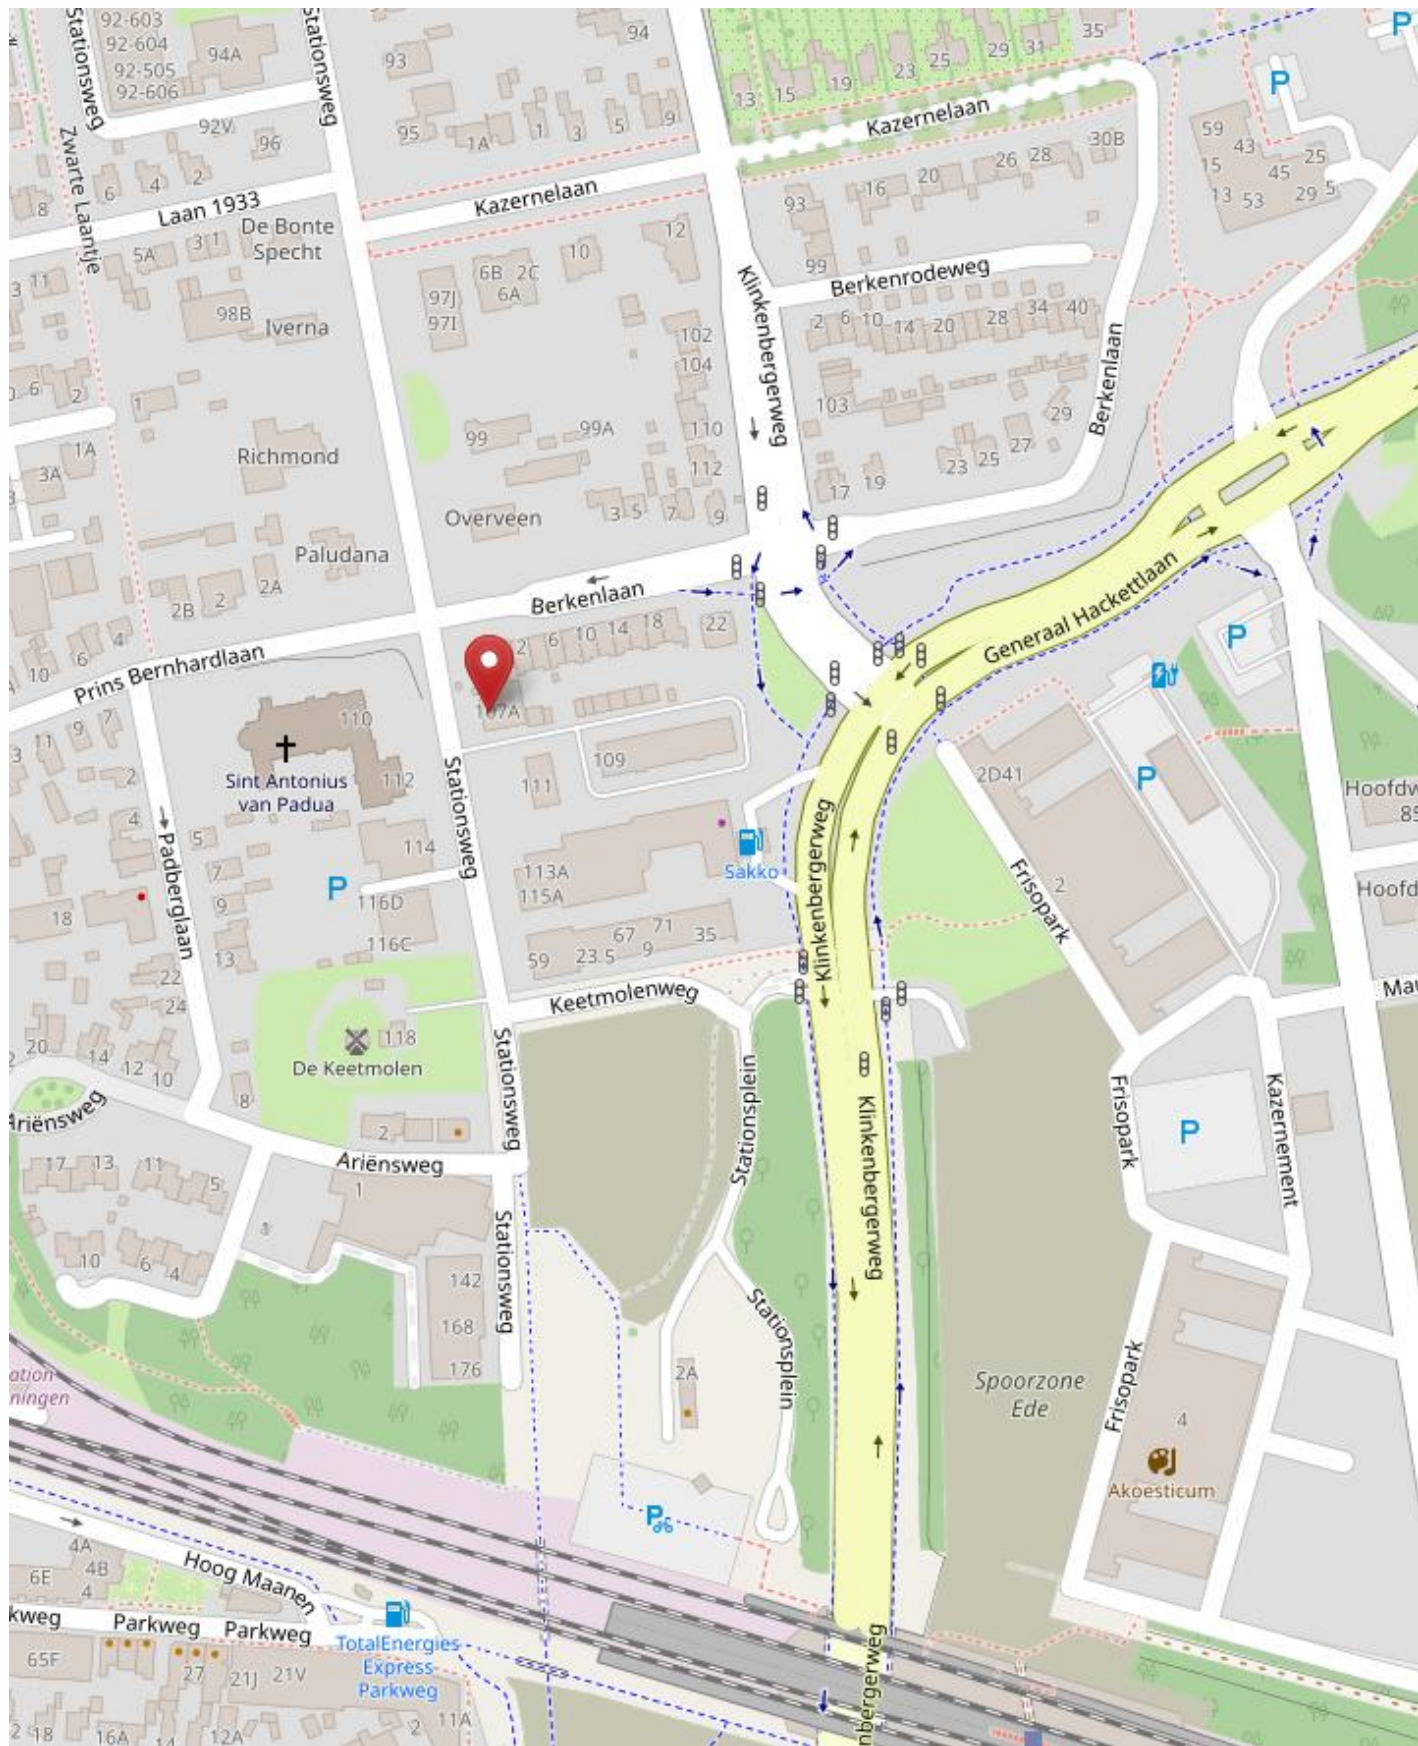 Stationsweg
92-603
92-604
92-505
92-606
94A
Stationsweg
93
94
35
P
P
Zwarte Laantje
92V
96
95
1A
1
3
5
9
13
15
19
23
25
29
31
Kazernelaan
30B
59
43
15
25
45
13
53
29
5
8
6
4
2
Laan 1933
Kazernelaan
16
20
26
28
93
De Bonte
Specht
5A
3
1
10
12
99
Berkenrodeweg
3
11
6B
2C
6A
97J
97I
98B
Iverna
Klinkenbergerweg
2
6
10
14
20
28
34
40
102
104
Berkenlaan
6
2
1
103
29
1A
3A
Richmond
99
99A
110
112
27
25
23
19
17
Overveen
3
5
7
9
Paludana
2A
2
2B
Berkenlaan
Generaal Hackettlaan
P
10
6
4
Prins Bernhardlaan
2
6
10
14
18
22
107A
3
11
9
7
110
Sint Antonius
van Padua
112
2
4
5
Stationsweg
111
109
2D41
P
Hoofdw
85
Padberglaan
114
7
9
P
116D
116C
13
18
22
24
113A
115A
Sakko
Klinkenbergerweg
Frisopark
2
Hoofd
59
23.5
67
9
71
35
Keetmolenweg
Mau
20
14
12
10
118
De Keetmolen
8
Ariënsweg
2
Stationsweg
Stationsplein
Klinkenbergerweg
Frisopark
P
Kazernement
17
13
11
5
Ariënsweg
1
10
6
4
Stationsweg
142
168
176
Stationsplein
2A
Spoorzone
Ede
Frisopark
4
Akoesticum
ation
ningen
P
4A
6E
4B
4
Hoog Maanen
kweg
Parkweg
Parkweg
TotalEnergies
Express
Parkweg
65F
27
21J
21V
2
18
16A
14
12A
2
11A
nbergerweg